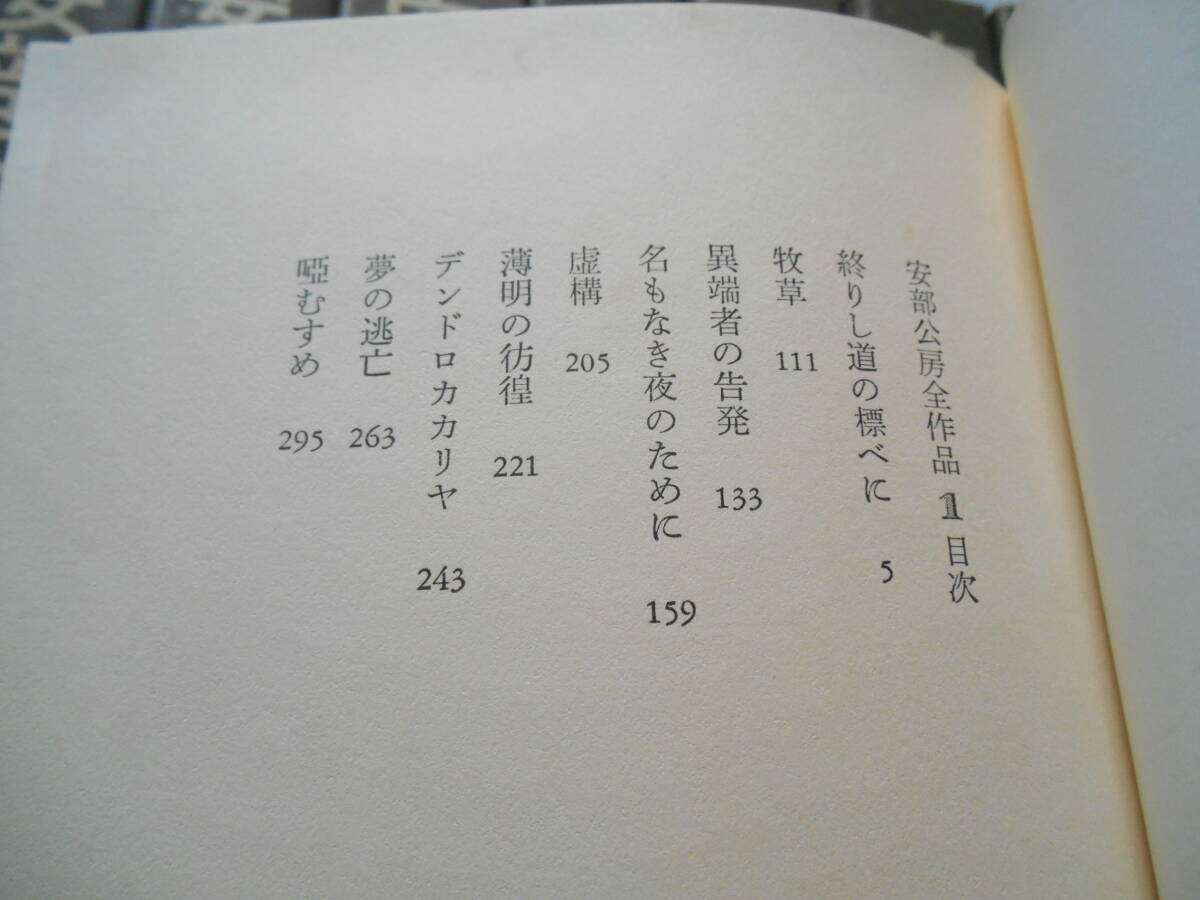 安部公房全作品 1 目次
終りし道の標べに 5
牧草 111
異端者の告発 133
名もなき夜のために 159
虚構 205
薄明の彷徨 221
デンドロカカリヤ 243
夢の逃亡 263
啞むすめ 295